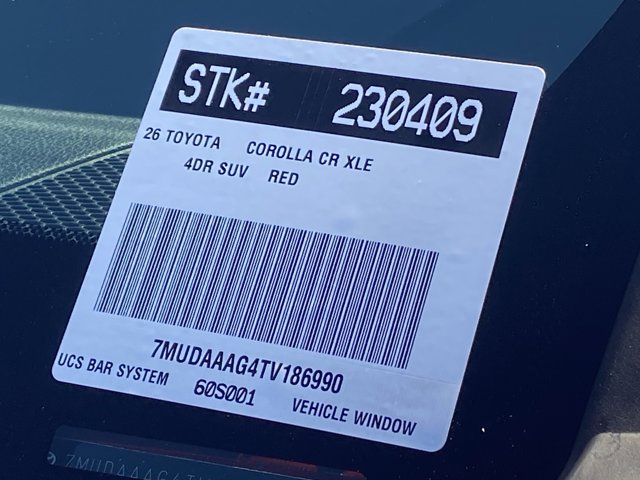 STK# 230409
26 TOYOTA COROLLA CR XLE
4DR SUV RED
7MUDAAAG4TV186990
UCS BAR SYSTEM 60S001 VEHICLE WINDOW